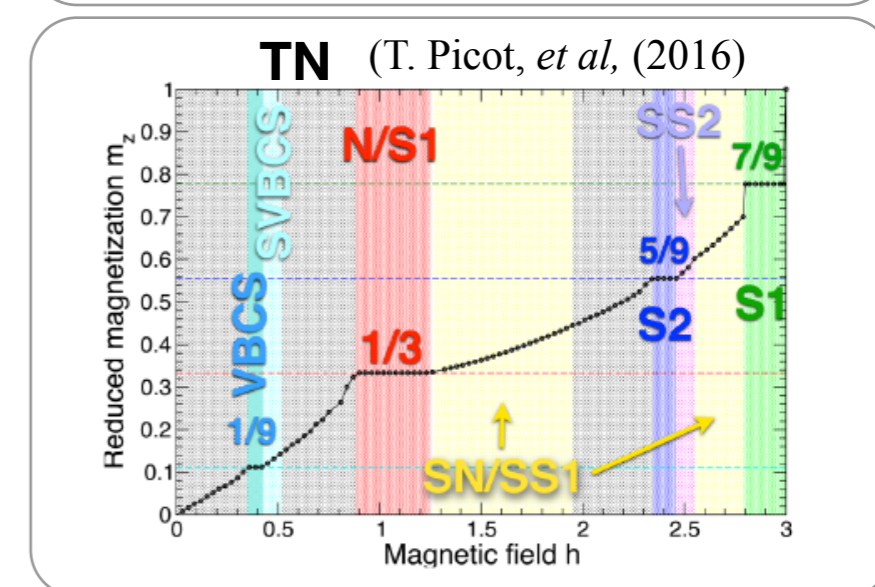 TN (T. Picot, et al, (2016)
Reduced magnetization m_z
1
0.9
0.8
0.7
0.6
0.5
0.4
0.3
0.2
0.1
0
VBCS
SVBCS
N/S1
SS2
7/9
5/9
S2
S1
1/3
1/9
SN/SS1
0 0.5 1 1.5 2 2.5 3
Magnetic field h